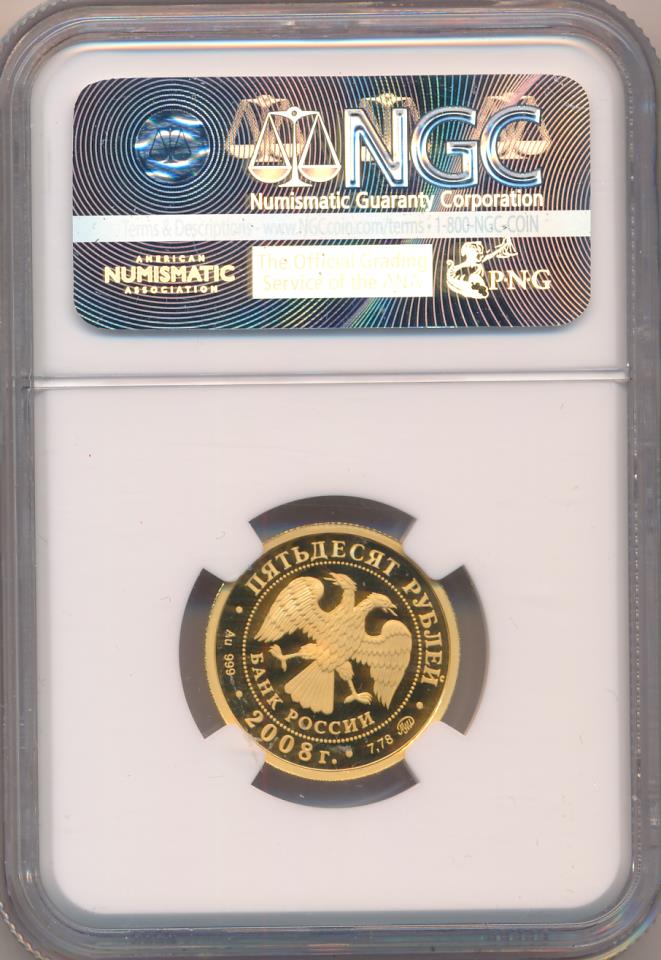 NGC
Numismatic Guaranty Corporation
Terms & Descriptions - www.NGCcoin.com/terms • 1-800-NGC-COIN
AMERICAN
NUMISMATIC
ASSOCIATION
The Official Grading
Service of the ANA
PNG
• ПЯТЬДЕСЯТ РУБЛЕЙ •
Au 999
БАНК РОССИИ
• 2008 г. •
7,78